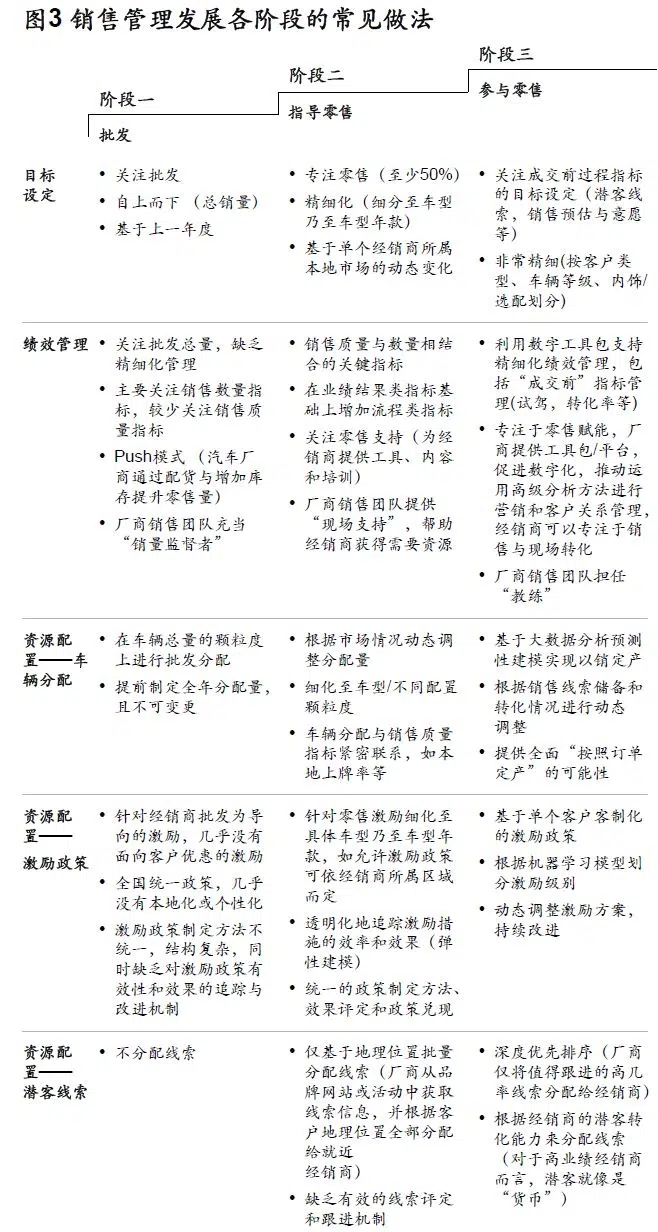 图3 销售管理发展各阶段的常见做法
阶段一
批发
阶段二
指导零售
阶段三
参与零售
目标
设定
• 关注批发
• 自上而下（总销量）
• 基于上一年度
• 专注零售（至少50%）
• 精细化（细分至车型
乃至车型年款）
• 基于单个经销商所属
本地市场的动态变化
• 关注成交前过程指标
的目标设定（潜客
线索，销售预估与意愿
等）
• 非常精细(按客户类
型、车辆等级、内饰/
选配划分)
绩效管理
• 关注批发总量，缺乏
精细化管理
• 主要关注销售数量指
标，较少关注销售质
量指标
• Push模式（汽车厂
商通过配货与增加库
存提升零售量）
• 厂商销售团队充当
“销量监督者”
• 销售质量与数量相结
合的关键指标
• 在业绩结果类指标基
础上增加流程类指标
• 关注零售支持（为经
销商提供工具、内容
和培训）
• 厂商销售团队提供
“现场支持”，帮助
经销商获得需要资源
• 利用数字工具包支持
精细化绩效管理，包
括“成交前”指标管
理(试驾，转化率等)
• 专注于零售赋能，厂
商提供工具包/平台，
促进数字化，推动运
用高级分析方法进行
营销和客户关系管理，
经销商可以专注于销
售与现场转化
• 厂商销售团队担任
“教练”
资源配
置——车
辆分配
• 在车辆总量的颗粒度
上进行批发分配
• 提前制定全年分配量，
且不可变更
• 根据市场情况动态调
整分配量
• 细化至车型/不同配置
颗粒度
• 车辆分配与销售质量
指标紧密联系，如本
地上牌率等
• 基于大数据分析预测
性建模实现以销定产
• 根据销售线索储备和
转化情况进行动态
调整
• 提供全面“按照订单
定产”的可能性
资源配
置——
激励政策
• 针对经销商批发为导
向的激励，几乎没有
面向客户优惠的激励
• 全国统一政策，几乎
没有本地化或个性化
• 激励政策制定方法不
统一，结构复杂，同
时缺乏对激励政策有
效性和效果的追踪与
改进机制
• 针对零售激励细化至
具体车型乃至车型年
款，如允许激励政策
可依经销商所属区域
而定
• 透明化地追踪激励措
施的效率和效果（弹
性建模）
• 统一的政策制定方法、
效果评定和政策兑现
• 基于单个客户客制化
的激励政策
• 根据机器学习模型划
分激励级别
• 动态调整激励方案，
持续改进
资源配
置——
潜客线索
• 不分配线索
• 仅基于地理位置批量
分配线索（厂商从品
牌网站或活动中获取
线索信息，并根据客
户地理位置全部分配
给就近
经销商）
• 缺乏有效的线索评定
和跟进机制
• 深度优先排序（厂商
仅将值得跟进的高几
率线索分配给经销商）
• 根据经销商的潜客转
化能力来分配线索
（对于高业绩经销商
而言，潜客就像是
“货币”）